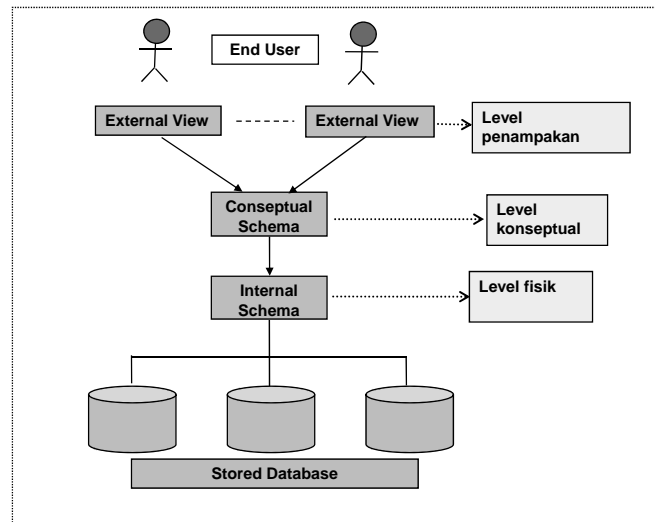 End User
External View
External View
Level
penampakan
Conseptual
Schema
Level
konseptual
Internal
Schema
Level fisik
Stored Database